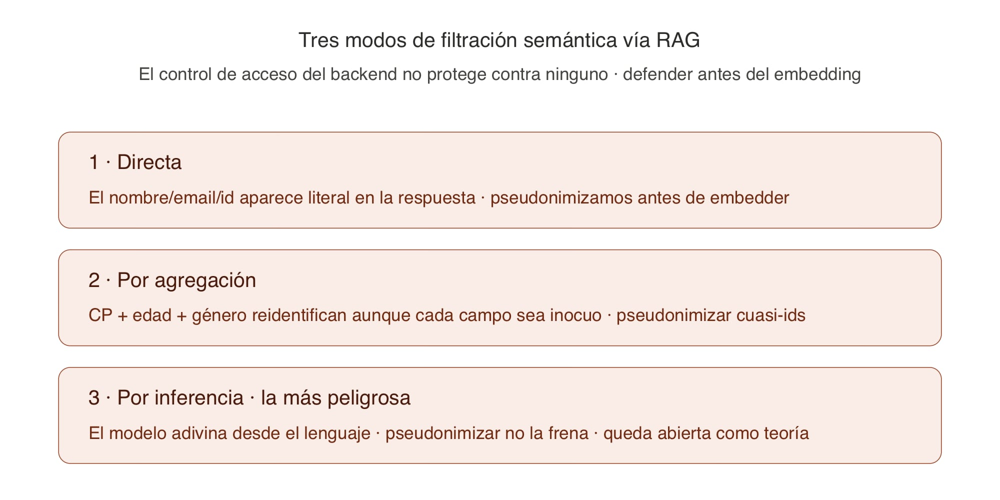 Tres modos de filtración semántica vía RAG
El control de acceso del backend no protege contra ninguno · defender antes del embedding
1 · Directa
El nombre/email/id aparece literal en la respuesta · pseudonimizamos antes de embedder
2 · Por agregación
CP + edad + género reidentifican aunque cada campo sea inocuo · pseudonimizar cuasi-ids
3 · Por inferencia · la más peligrosa
El modelo adivina desde el lenguaje · pseudonimizar no la frena · queda abierta como teoría